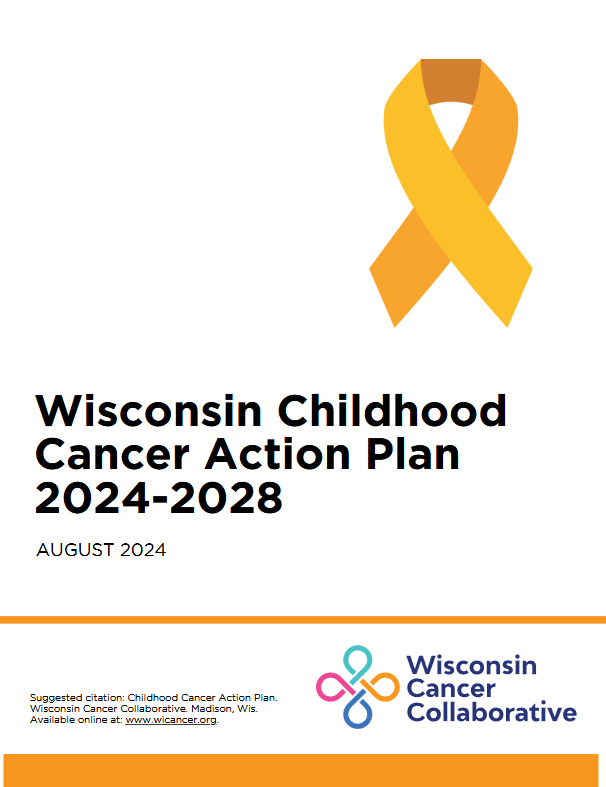 Wisconsin Childhood
Cancer Action Plan
2024-2028
AUGUST 2024
Suggested citation: Childhood Cancer Action Plan.
Wisconsin Cancer Collaborative. Madison, Wis.
Available online at: www.wicancer.org.
Wisconsin
Cancer
Collaborative